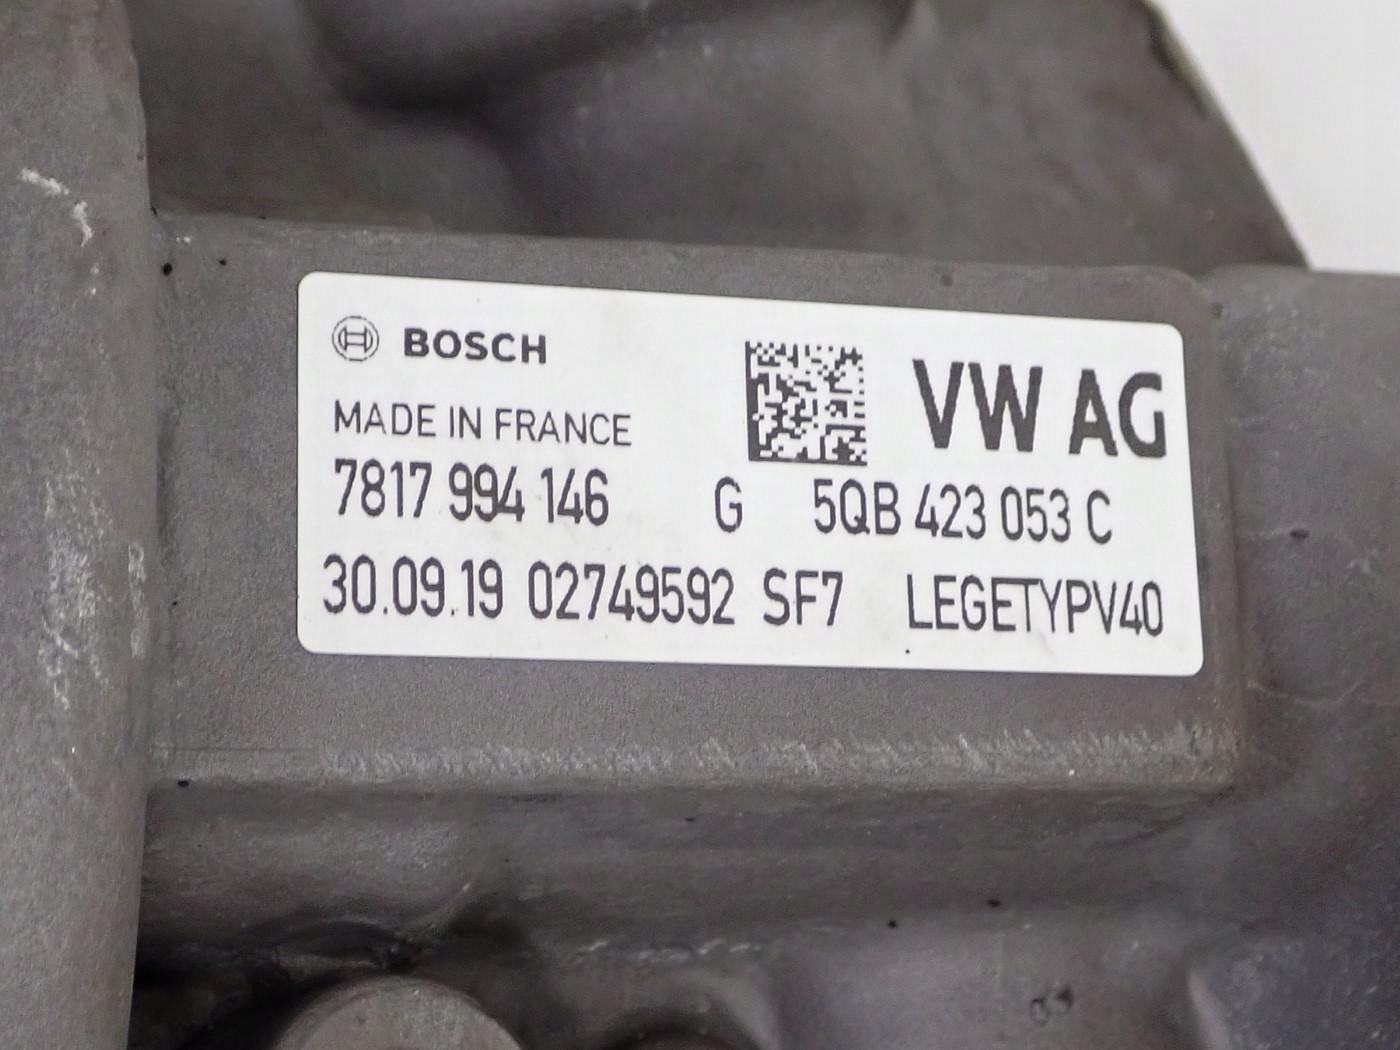 BOSCH
VW AG
MADE IN FRANCE
7817 994 146 G 5QB 423 053 C
30.09.19 02749592 SF7 LEGETYPV40